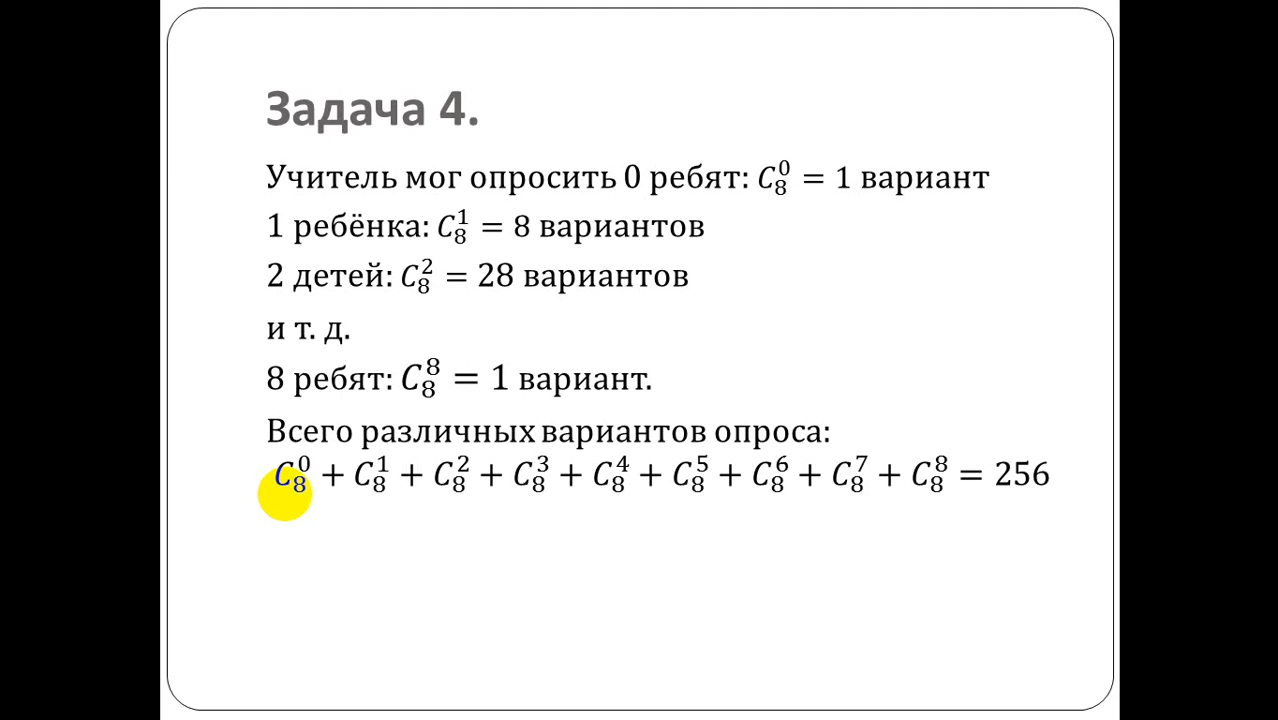 Задача 4.
Учитель мог опросить 0 ребят: C₈⁰ = 1 вариант
1 ребёнка: C₈¹ = 8 вариантов
2 детей: C₈² = 28 вариантов
и т. д.
8 ребят: C₈⁸ = 1 вариант.
Всего различных вариантов опроса:
C₈⁰ + C₈¹ + C₈² + C₈³ + C₈⁴ + C₈⁵ + C₈⁶ + C₈⁷ + C₈⁸ = 256